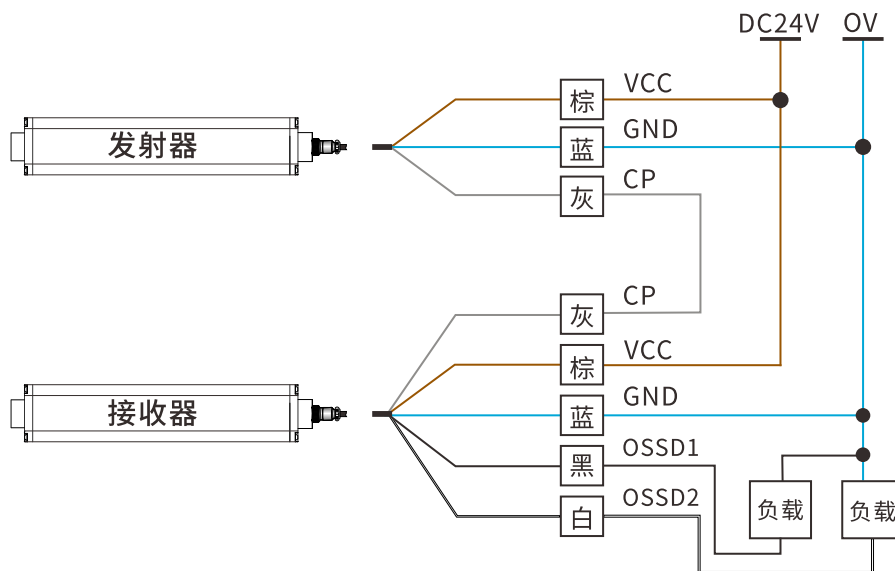 DC24V
0V
棕
VCC
发射器
蓝
GND
灰
CP
灰
CP
棕
VCC
接收器
蓝
GND
黑
OSSD1
白
OSSD2
负载
负载